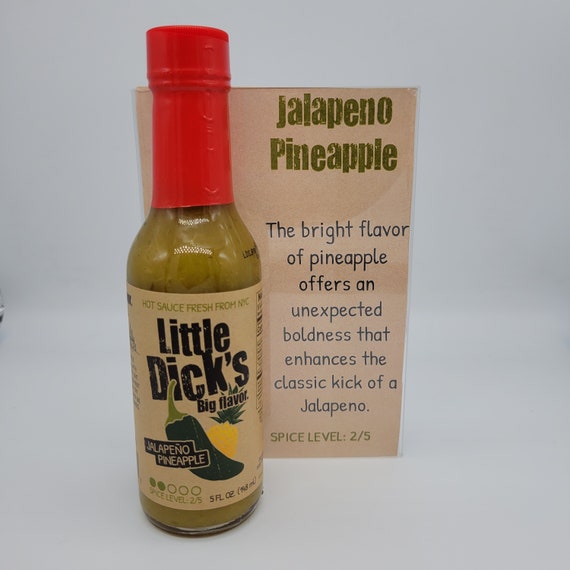 Jalapeno
Pineapple
The bright flavor
of pineapple
offers an
unexpected
boldness that
enhances the
classic kick of a
Jalapeno.
SPICE LEVEL: 2/5
HOT SAUCE FRESH FROM NYC
Little
Dick's
Big flavor.
JALAPEÑO
PINEAPPLE
SPICE LEVEL: 2/5
5 FL OZ. (148 mL)